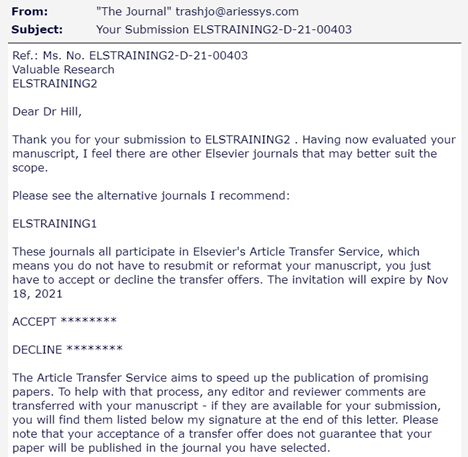 From: "The Journal" trashjo@ariessys.com
Subject: Your Submission ELSTRAINING2-D-21-00403
Ref.: Ms. No. ELSTRAINING2-D-21-00403
Valuable Research
ELSTRAINING2
Dear Dr Hill,
Thank you for your submission to ELSTRAINING2 . Having now evaluated your
manuscript, I feel there are other Elsevier journals that may better suit the
scope.
Please see the alternative journals I recommend:
ELSTRAINING1
These journals all participate in Elsevier's Article Transfer Service, which
means you do not have to resubmit or reformat your manuscript, you just
have to accept or decline the transfer offers. The invitation will expire by Nov
18, 2021
ACCEPT ********
DECLINE ********
The Article Transfer Service aims to speed up the publication of promising
papers. To help with that process, any editor and reviewer comments are
transferred with your manuscript - if they are available for your submission,
you will find them listed below my signature at the end of this letter. Please
note that your acceptance of a transfer offer does not guarantee that your
paper will be published in the journal you have selected.